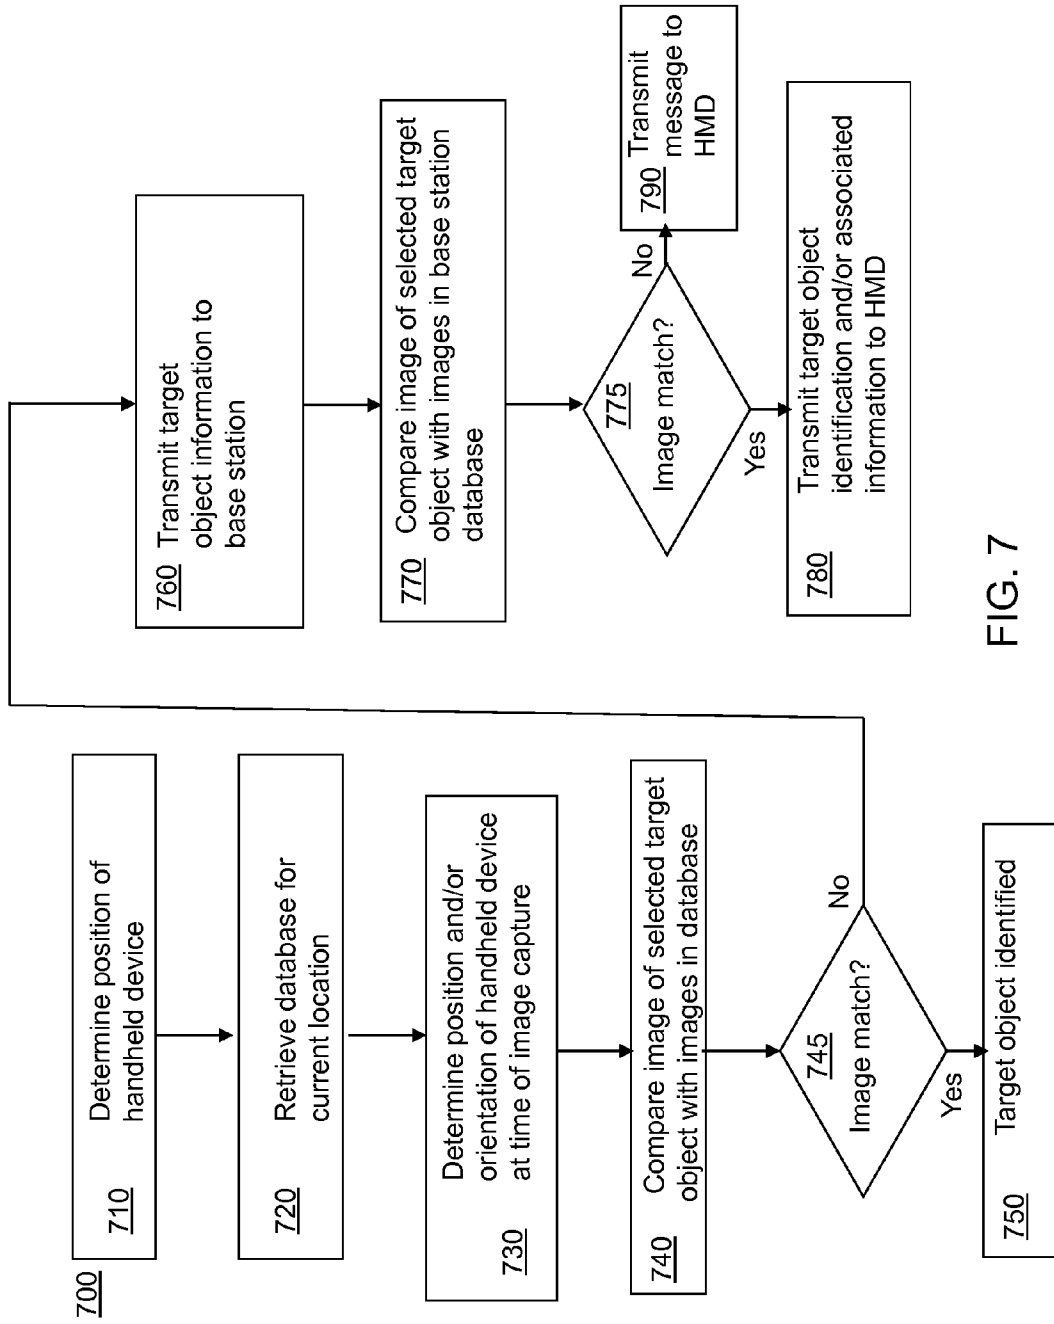 700
710 Determine position of
handheld device
720 Retrieve database for
current location
730 Determine position and/or
orientation of handheld device
at time of image capture
740 Compare image of selected target
object with images in database
745
Image match?
No
Yes
750 Target object identified
760 Transmit target
object information to
base station
770 Compare image of selected target
object with images in base station
database
775
Image match?
No
790 Transmit
message to
HMD
Yes
780 Transmit target object
identification and/or associated
information to HMD
FIG. 7